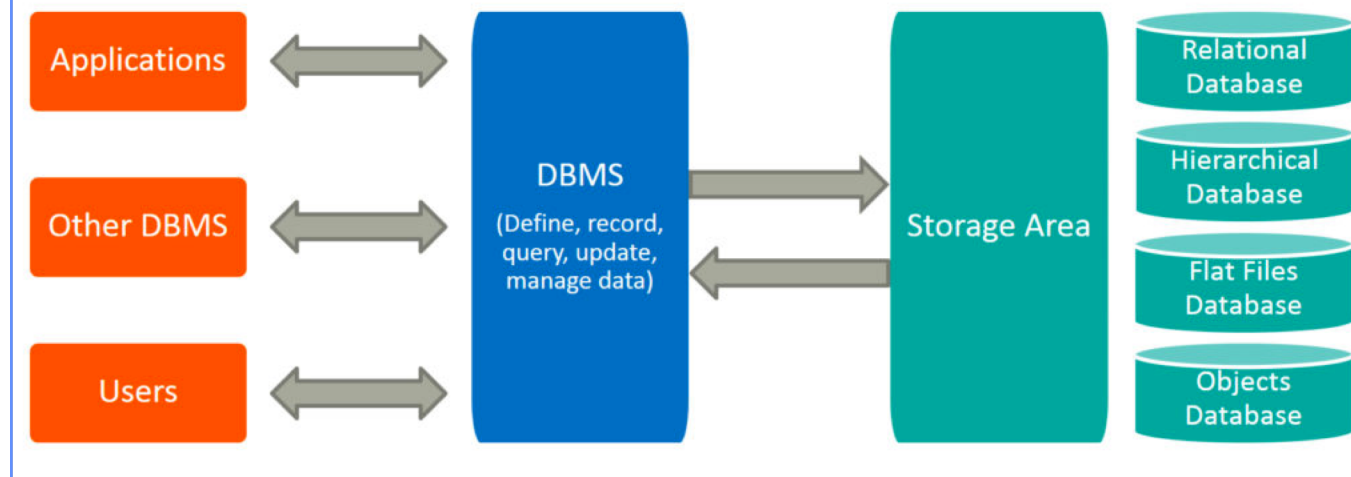 Applications
Other DBMS
Users
DBMS
(Define, record,
query, update,
manage data)
Storage Area
Relational
Database
Hierarchical
Database
Flat Files
Database
Objects
Database